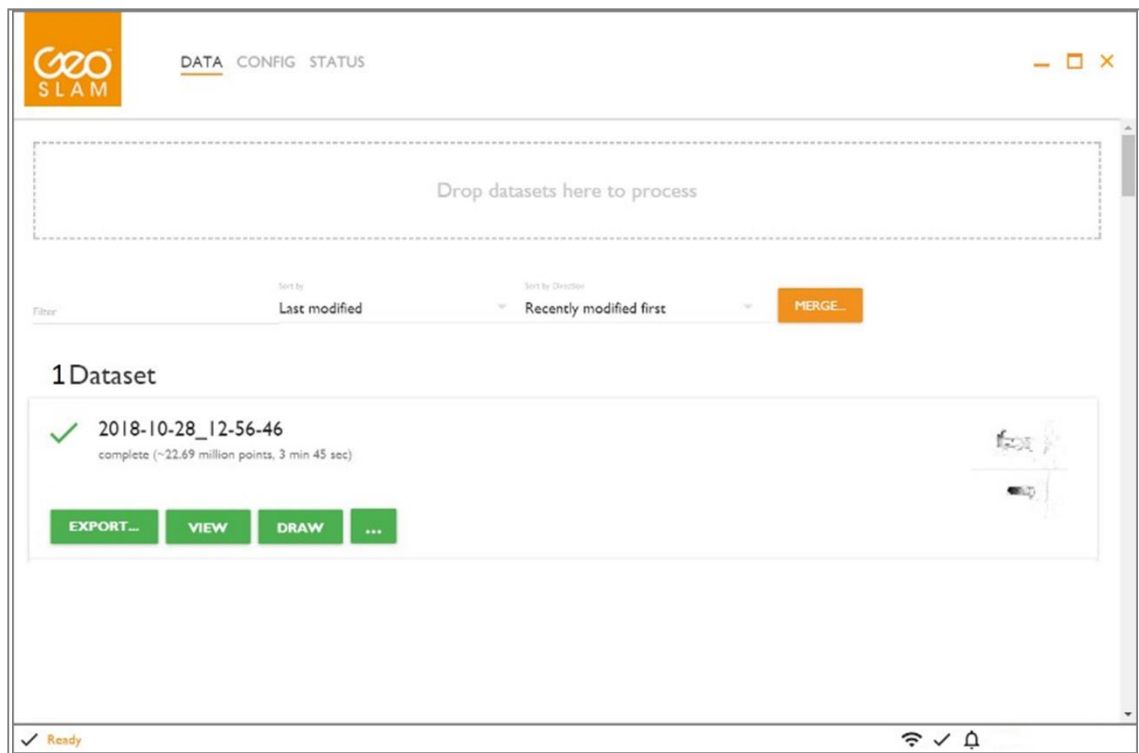 GEO
SLAM
DATA CONFIG STATUS
Drop datasets here to process
Sort by
Sort by Direction
Filter
Last modified
Recently modified first
MERGE...
1 Dataset
2018-10-28_12-56-46
complete (~22.69 million points, 3 min 45 sec)
EXPORT... VIEW DRAW ...
Ready